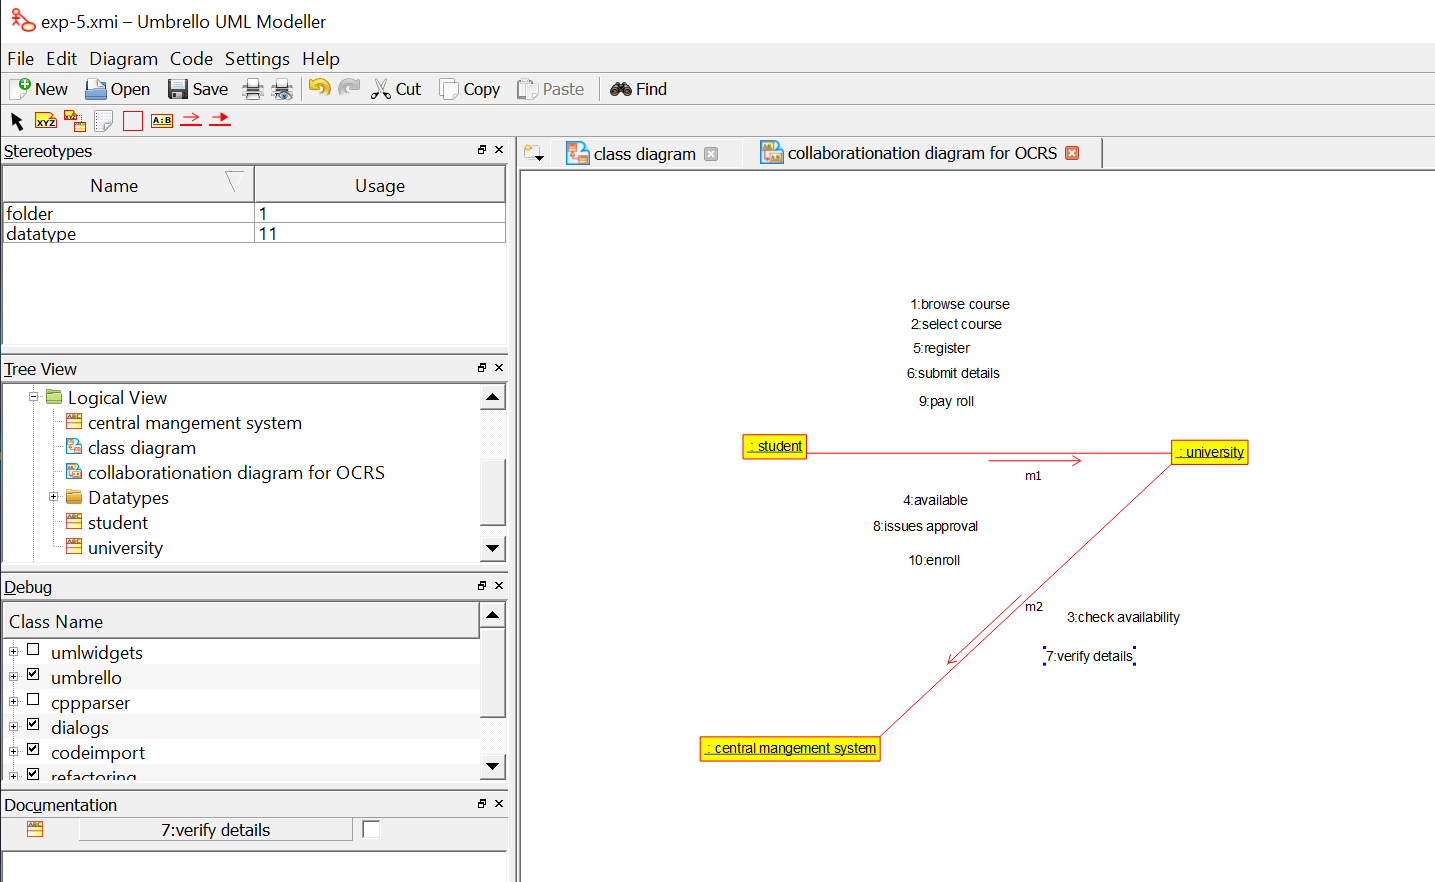 exp-5.xmi – Umbrello UML Modeller
File Edit Diagram Code Settings Help
New Open Save Cut Copy Paste Find
XYZ XYZ A:B
Stereotypes
Name Usage
folder 1
datatype 11
Tree View
Logical View
central mangement system
class diagram
collaborationation diagram for OCRS
Datatypes
student
university
Debug
Class Name
umlwidgets
umbrello
cppparser
dialogs
codeimport
refactoring
Documentation
7:verify details
class diagram collaborationation diagram for OCRS
1:browse course
2:select course
5:register
6:submit details
9:pay roll
: student
: university
m1
4:available
8:issues approval
10:enroll
m2
3:check availability
7:verify details
: central mangement system